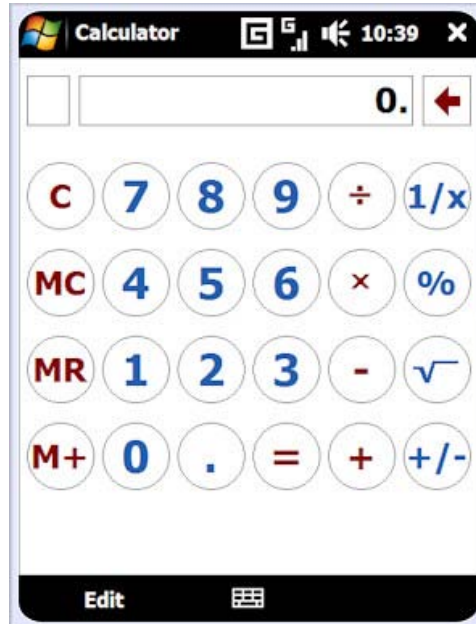 Calculator G G 10:39 ×
0.
C 7 8 9 ÷ 1/x
MC 4 5 6 × %
MR 1 2 3 - √
M+ 0 . = + +/-
Edit